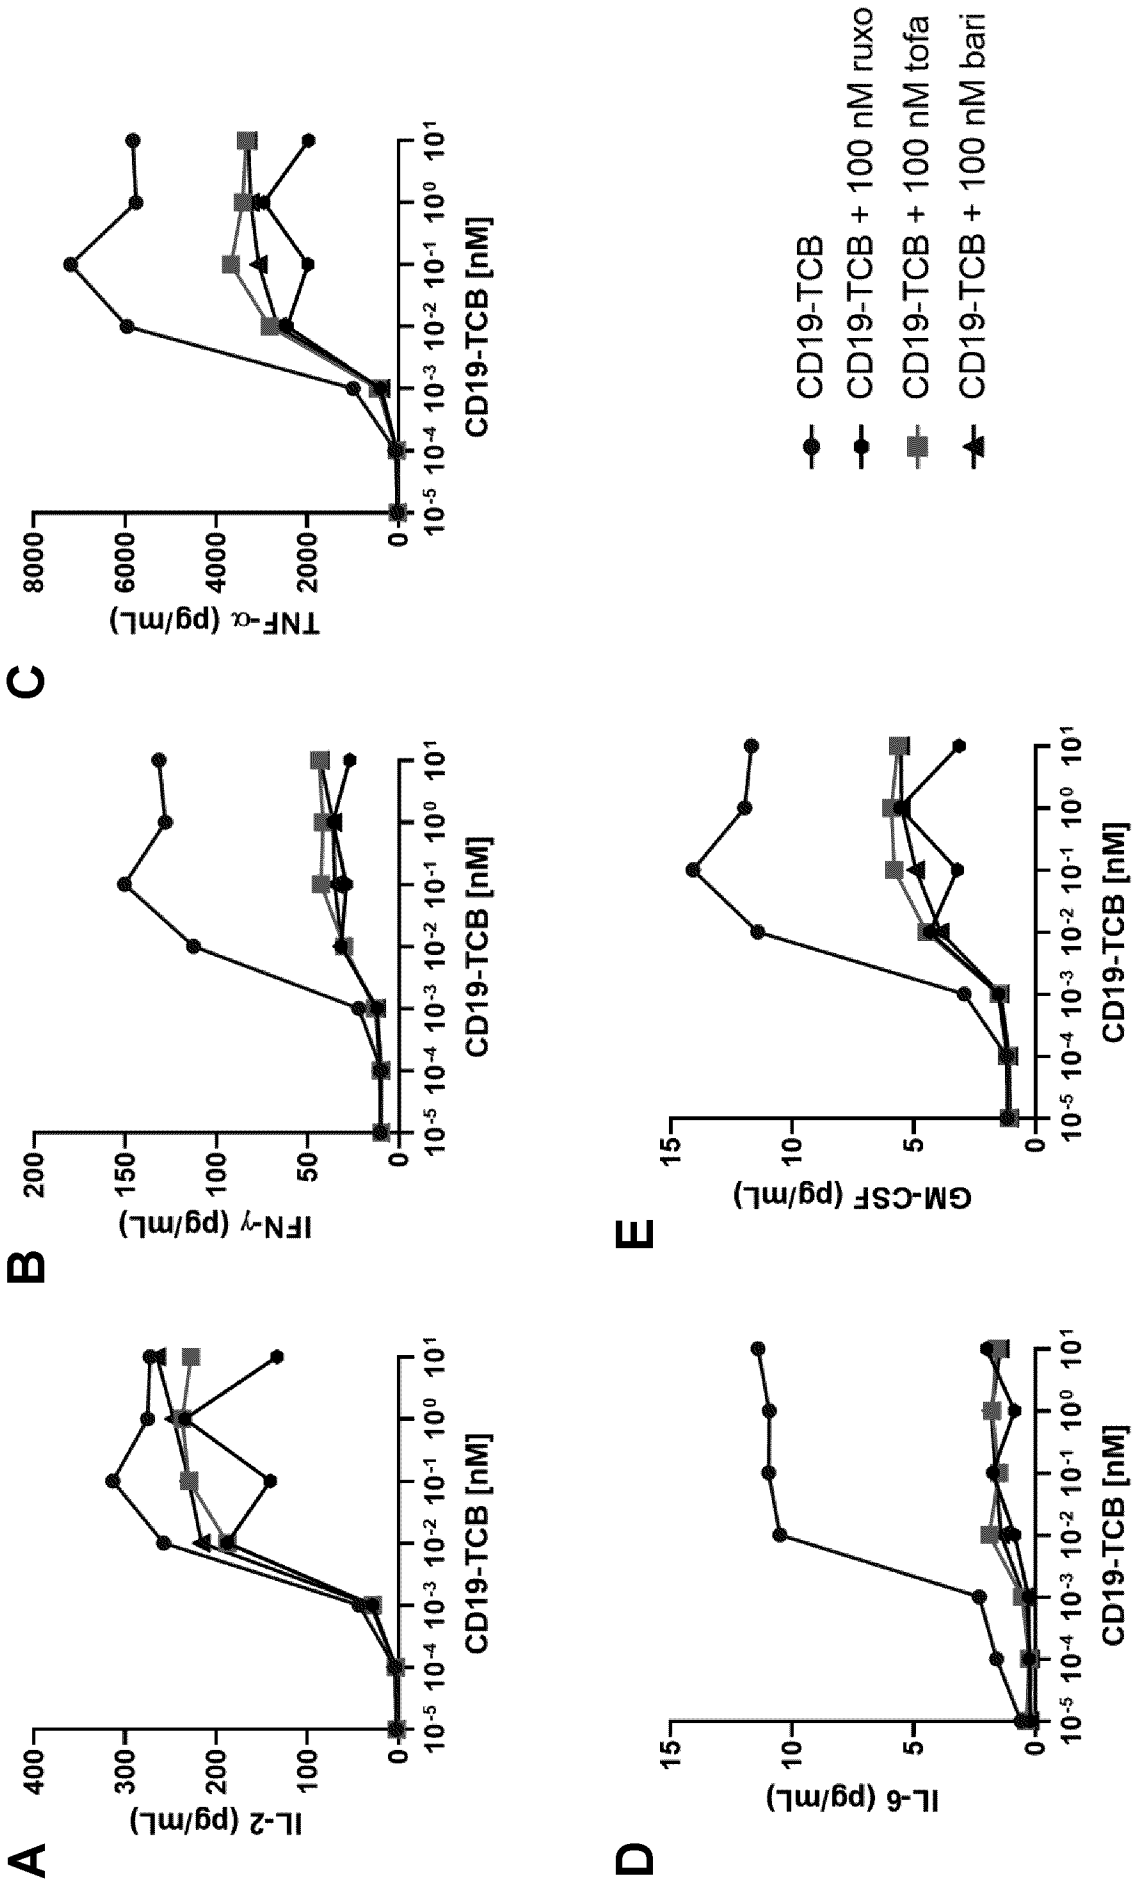 A
IL-2 (pg/mL)
400
300
200
100
0
10-5 10-4 10-3 10-2 10-1 100 101
CD19-TCB [nM]
B
IFN-γ (pg/mL)
200
150
100
50
0
10-5 10-4 10-3 10-2 10-1 100 101
CD19-TCB [nM]
C
TNF-α (pg/mL)
8000
6000
4000
2000
0
10-5 10-4 10-3 10-2 10-1 100 101
CD19-TCB [nM]
D
IL-6 (pg/mL)
15
10
5
0
10-5 10-4 10-3 10-2 10-1 100 101
CD19-TCB [nM]
E
GM-CSF (pg/mL)
15
10
5
0
10-5 10-4 10-3 10-2 10-1 100 101
CD19-TCB [nM]
CD19-TCB
CD19-TCB + 100 nM ruxo
CD19-TCB + 100 nM tofa
CD19-TCB + 100 nM bari